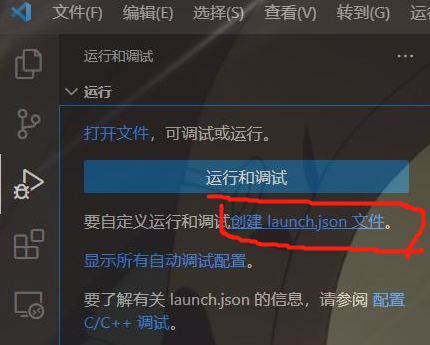 文件(F) 编辑(E) 选择(S) 查看(V) 转到(G) 运
运行和调试
运行
打开文件，可调试或运行。
运行和调试
要自定义运行和调试创建 launch.json 文件。
显示所有自动调试配置。
要了解有关 launch.json 的信息，请参阅 配置
C/C++ 调试。